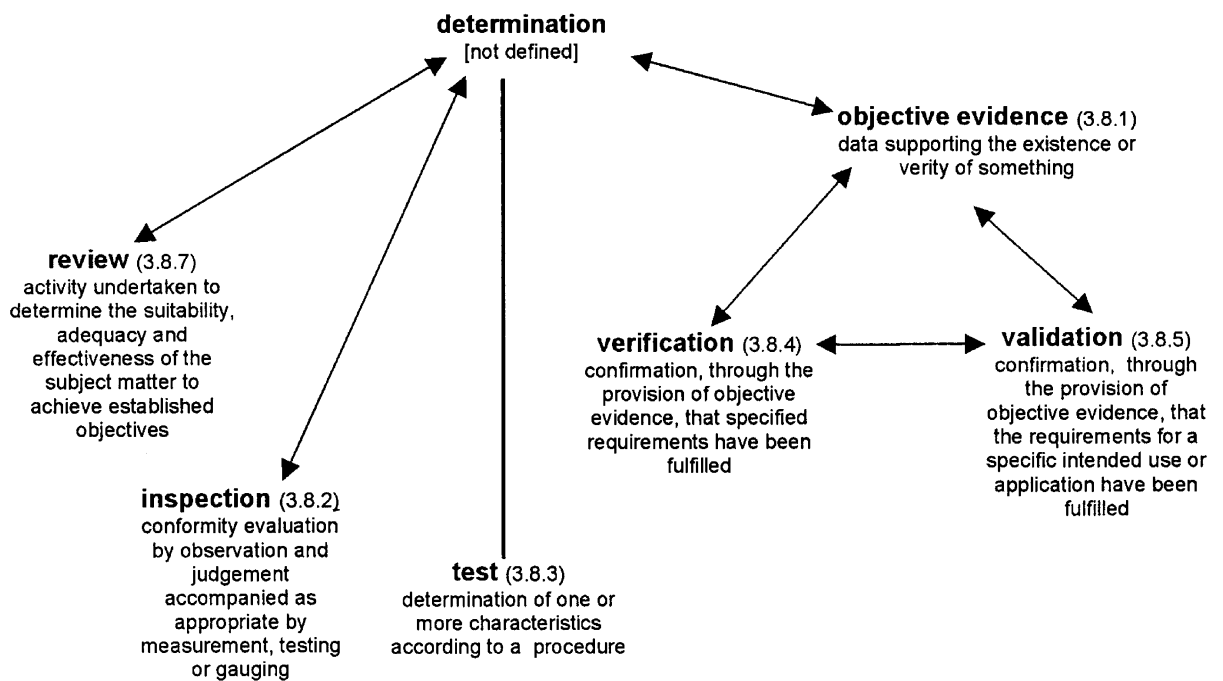 determination
[not defined]
objective evidence (3.8.1)
data supporting the existence or
verity of something
review (3.8.7)
activity undertaken to
determine the suitability,
adequacy and
effectiveness of the
subject matter to
achieve established
objectives
verification (3.8.4)
confirmation, through the
provision of objective
evidence, that specified
requirements have been
fulfilled
validation (3.8.5)
confirmation, through
the provision of
objective evidence, that
the requirements for a
specific intended use or
application have been
fulfilled
inspection (3.8.2)
conformity evaluation
by observation and
judgement
accompanied as
appropriate by
measurement, testing
or gauging
test (3.8.3)
determination of one or
more characteristics
according to a procedure